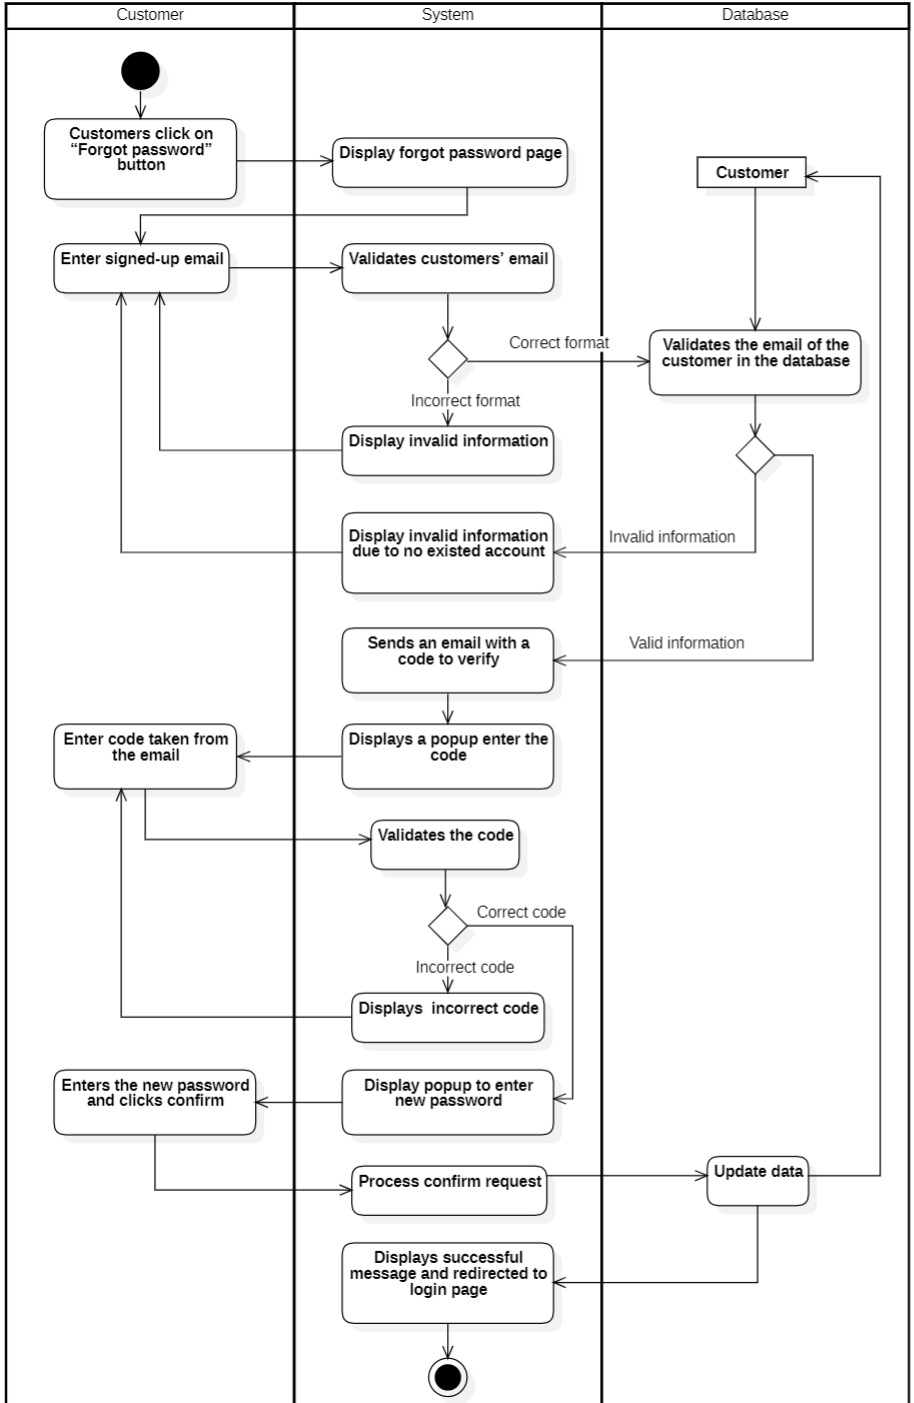 Customer
System
Database
Customers click on
“Forgot password”
button
Display forgot password page
Customer
Enter signed-up email
Validates customers’ email
Correct format
Validates the email of the
customer in the database
Incorrect format
Display invalid information
Display invalid information
due to no existed account
Invalid information
Sends an email with a
code to verify
Valid information
Enter code taken from
the email
Displays a popup enter the
code
Validates the code
Correct code
Incorrect code
Displays  incorrect code
Enters the new password
and clicks confirm
Display popup to enter
new password
Process confirm request
Update data
Displays successful
message and redirected to
login page